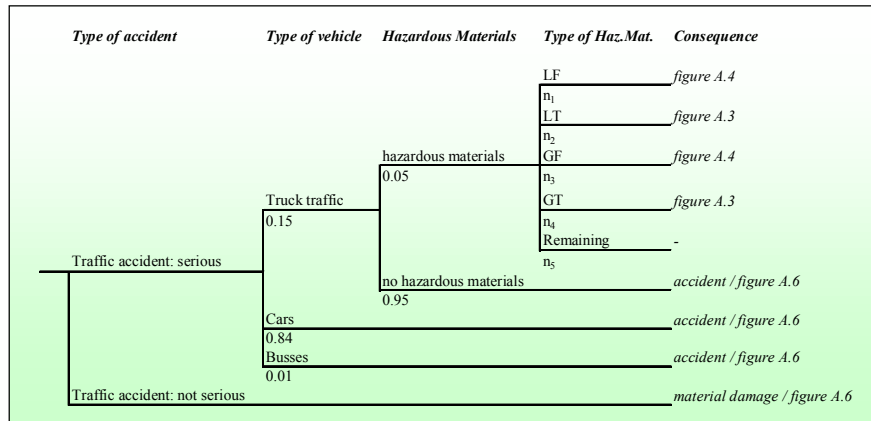 Type of accident Type of vehicle Hazardous Materials Type of Haz.Mat. Consequence
LF figure A.4
n1
LT figure A.3
n2
hazardous materials GF figure A.4
0.05 n3
Truck traffic GT figure A.3
0.15 n4
Remaining -
Traffic accident: serious n5
no hazardous materials accident / figure A.6
0.95
Cars accident / figure A.6
0.84
Busses accident / figure A.6
0.01
Traffic accident: not serious material damage / figure A.6